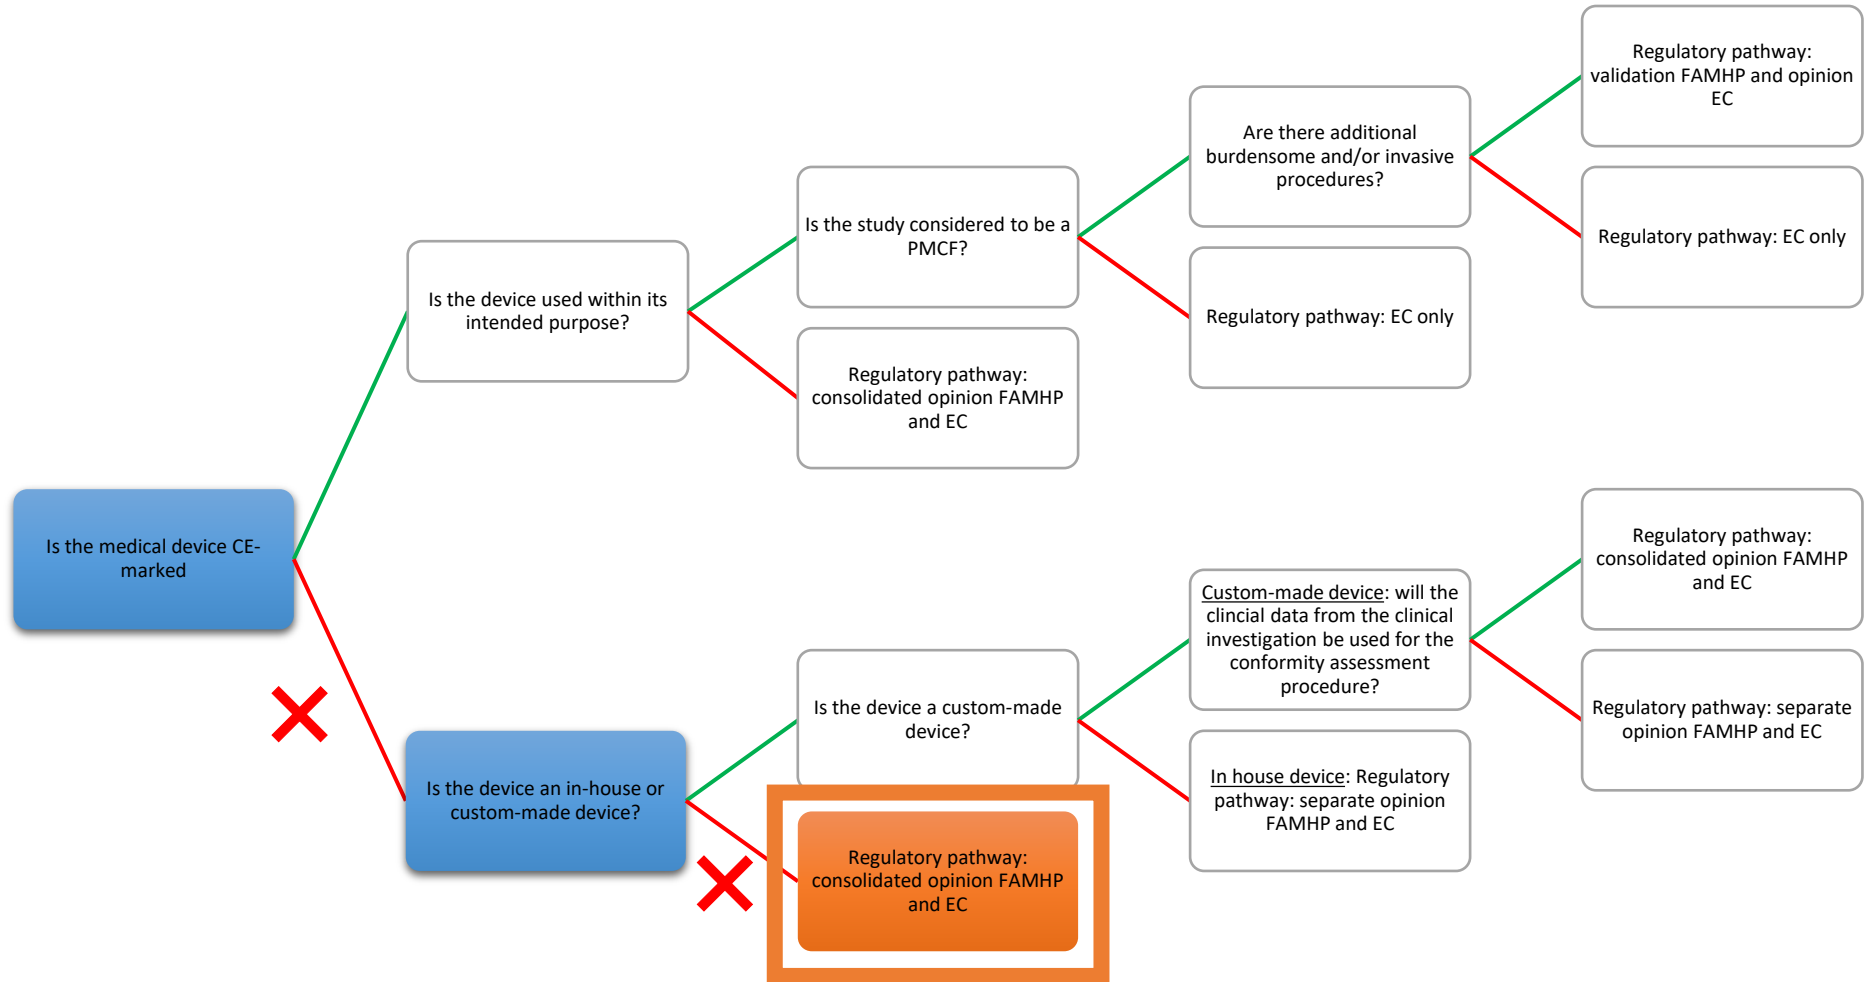 Is the medical device CE-
marked
Is the device used within its
intended purpose?
Is the study considered to be a
PMCF?
Are there additional
burdensome and/or invasive
procedures?
Regulatory pathway:
validation FAMHP and opinion
EC
Regulatory pathway: EC only
Regulatory pathway: EC only
Regulatory pathway:
consolidated opinion FAMHP
and EC
Is the device an in-house or
custom-made device?
Is the device a custom-made
device?
Custom-made device: will the
clincial data from the clinical
investigation be used for the
conformity assessment
procedure?
Regulatory pathway:
consolidated opinion FAMHP
and EC
Regulatory pathway: separate
opinion FAMHP and EC
In house device: Regulatory
pathway: separate opinion
FAMHP and EC
Regulatory pathway:
consolidated opinion FAMHP
and EC